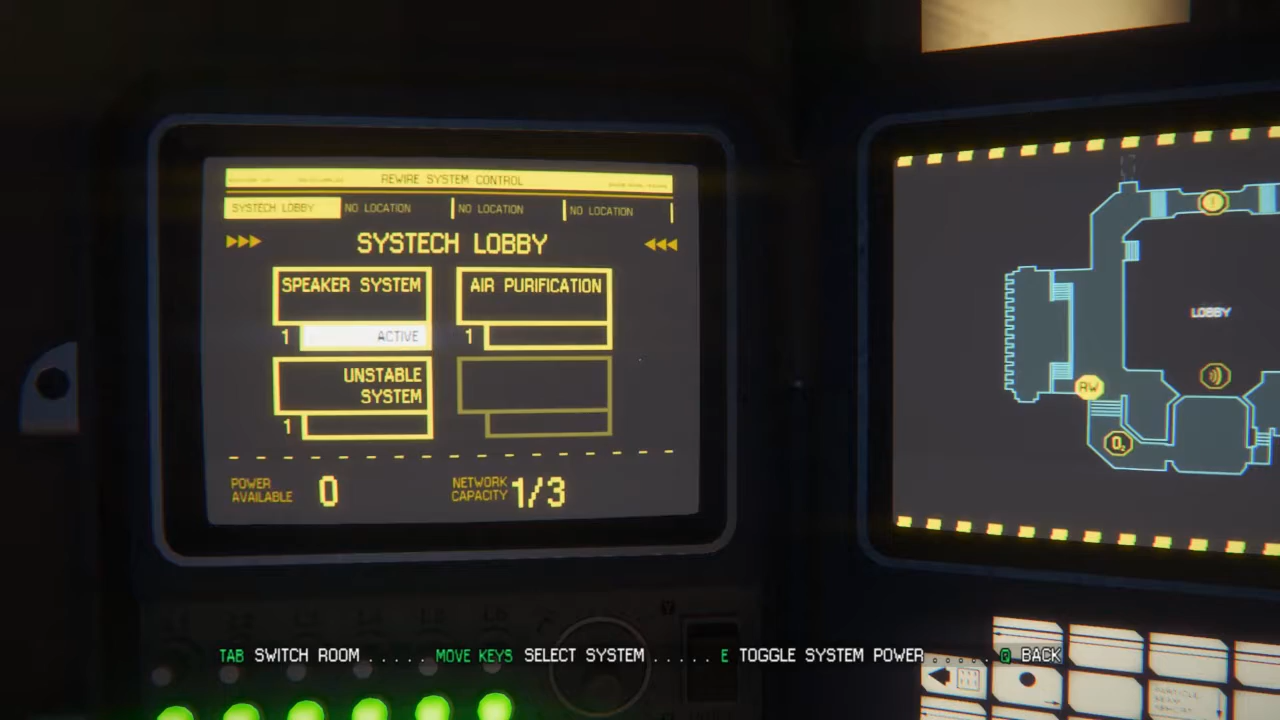 REWIRE SYSTEM CONTROL
SYSTECH LOBBY NO LOCATION NO LOCATION NO LOCATION
SYSTECH LOBBY
SPEAKER SYSTEM AIR PURIFICATION
1 ACTIVE 1
UNSTABLE
SYSTEM
1
POWER
AVAILABLE 0
NETWORK
CAPACITY 1/3
LOBBY
RW
O₂
TAB SWITCH ROOM ..... MOVE KEYS SELECT SYSTEM ..... E TOGGLE SYSTEM POWER ..... Q BACK